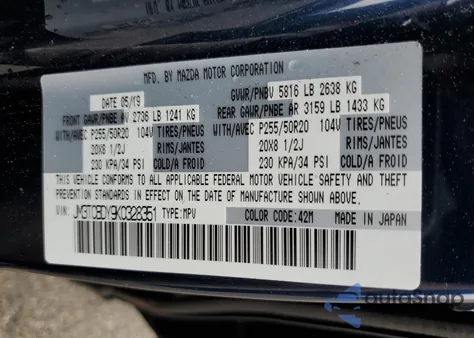 MFD. BY MAZDA MOTOR CORPORATION
DATE 05/19 GVWR/PNBV 5816 LB 2638 KG
FRONT GAWR/PNBE AV 2736 LB 1241 KG REAR GAWR/PNBE AR 3159 LB 1433 KG
WITH/AVEC P255/50R20 104V TIRES/PNEUS WITH/AVEC P255/50R20 104V TIRES/PNEUS
20X8 1/2J RIMS/JANTES 20X8 1/2J RIMS/JANTES
230 KPA/34 PSI COLD/A FROID 230 KPA/34 PSI COLD/A FROID
THIS VEHICLE CONFORMS TO ALL APPLICABLE FEDERAL MOTOR VEHICLE SAFETY AND THEFT
PREVENTION STANDARDS IN EFFECT ON THE DATE OF MANUFACTURE SHOWN ABOVE.
VIN: JM3TCBDY9K0328351 TYPE: MPV COLOR CODE: 42M MADE IN JAPAN
autoSnap